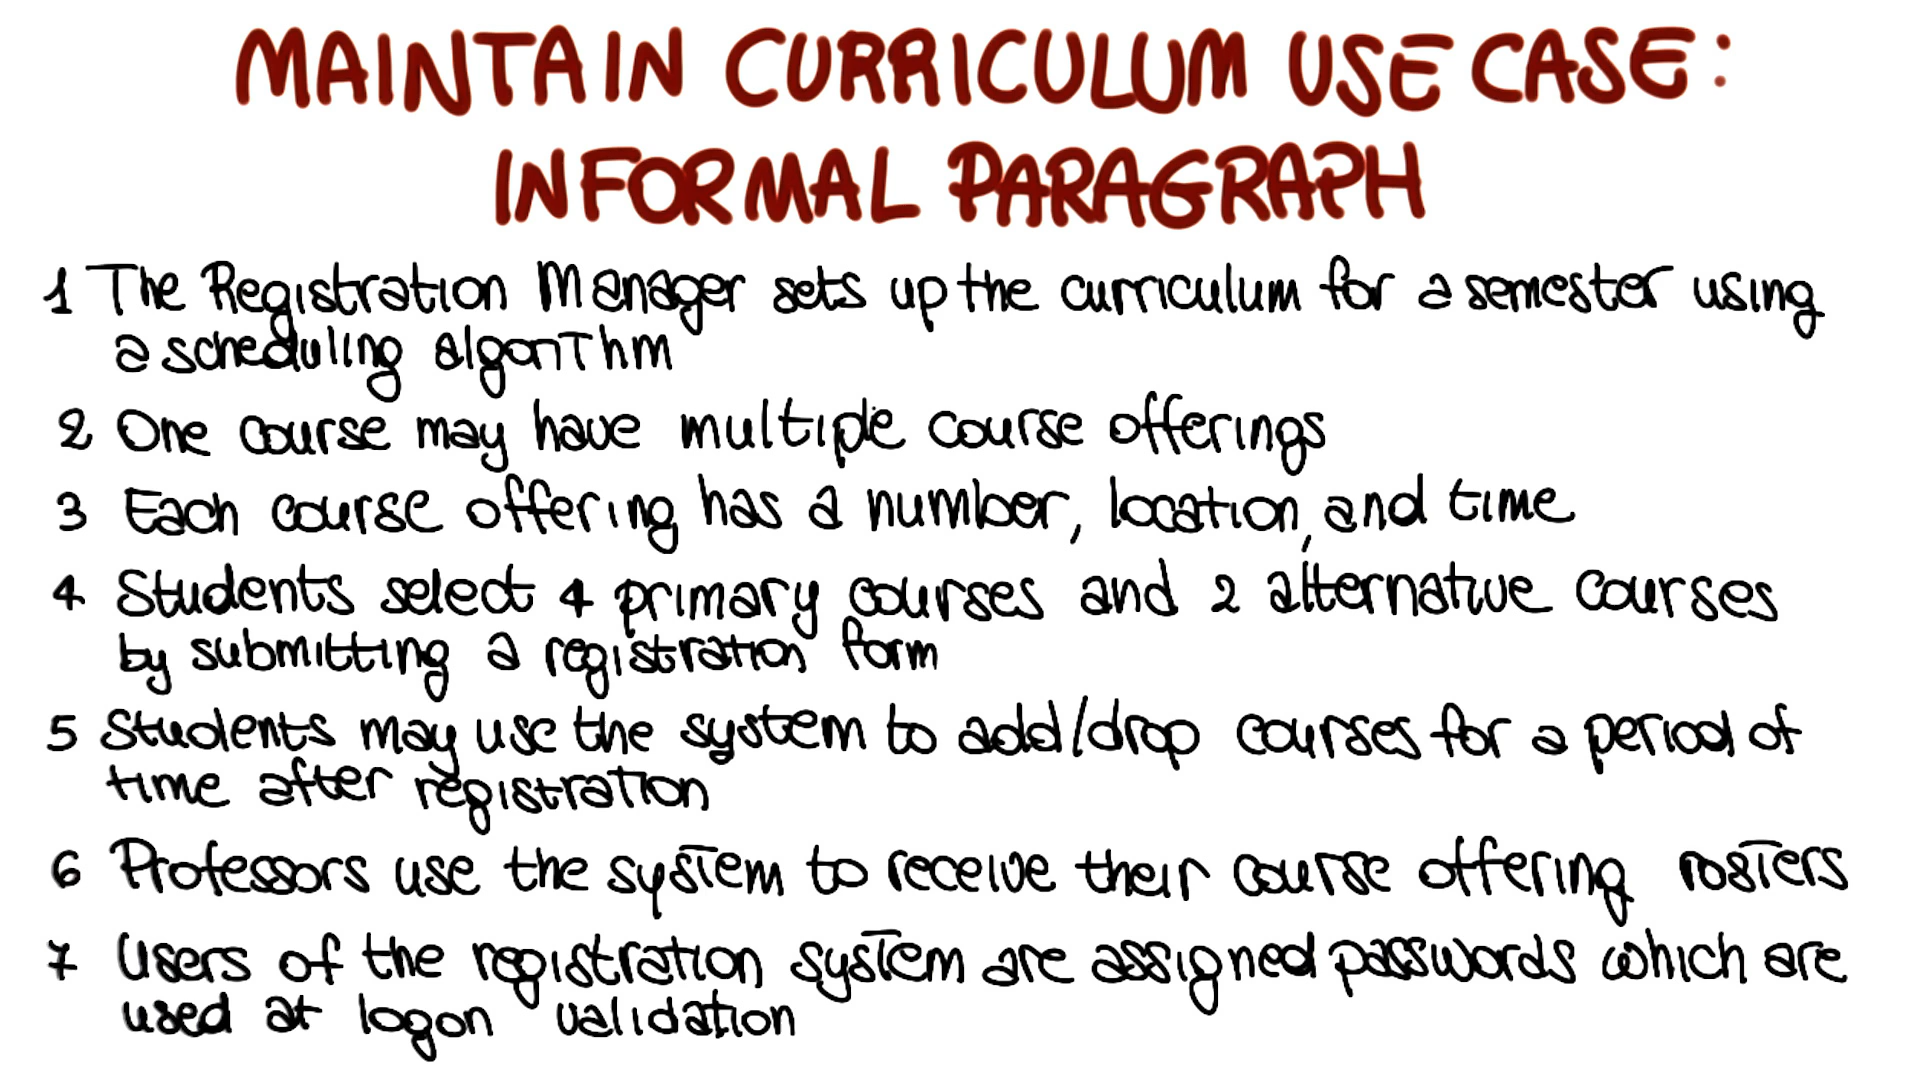 MAINTAIN CURRICULUM USE CASE:
INFORMAL PARAGRAPH
1 The Registration Manager sets up the curriculum for a semester using
a scheduling algorithm
2 One course may have multiple course offerings
3 Each course offering has a number, location, and time
4 Students select 4 primary courses and 2 alternative courses
by submitting a registration form
5 Students may use the system to add/drop courses for a period of
time after registration
6 Professors use the system to receive their course offering rosters
7 Users of the registration system are assigned passwords which are
used at logon validation